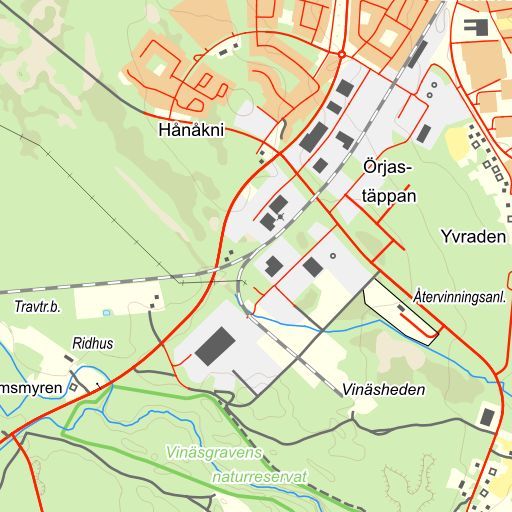 Hånåkni
Örjas-
täppan
Yvraden
Travtr.b.
Återvinningsanl.
Ridhus
msmyren
Vinäsheden
Vinäsgravens
naturreservat